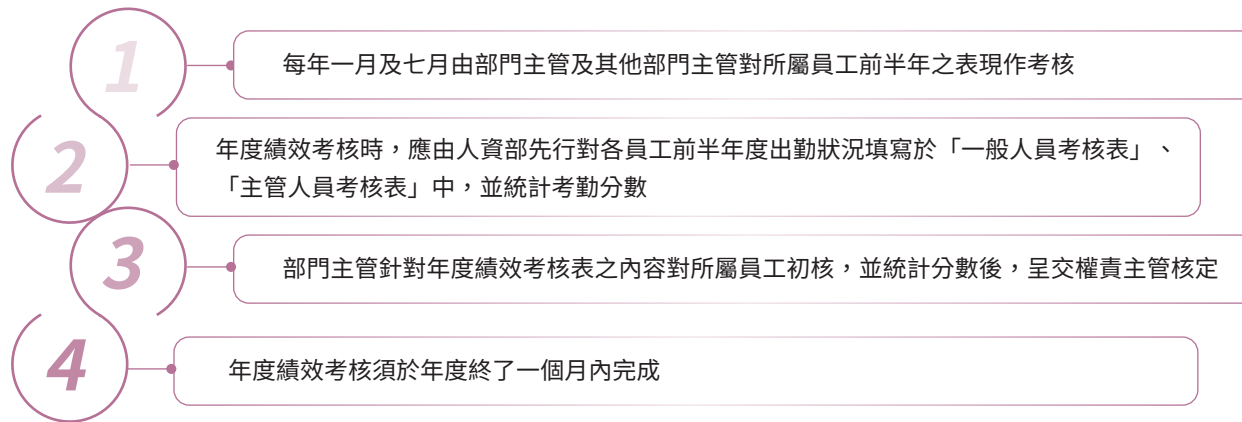 1
每年一月及七月由部門主管及其他部門主管對所屬員工前半年之表現作考核
2
年度績效考核時，應由人資部先行對各員工前半年度出勤狀況填寫於「一般人員考核表」、
「主管人員考核表」中，並統計考勤分數
3
部門主管針對年度績效考核表之內容對所屬員工初核，並統計分數後，呈交權責主管核定
4
年度績效考核須於年度終了一個月內完成